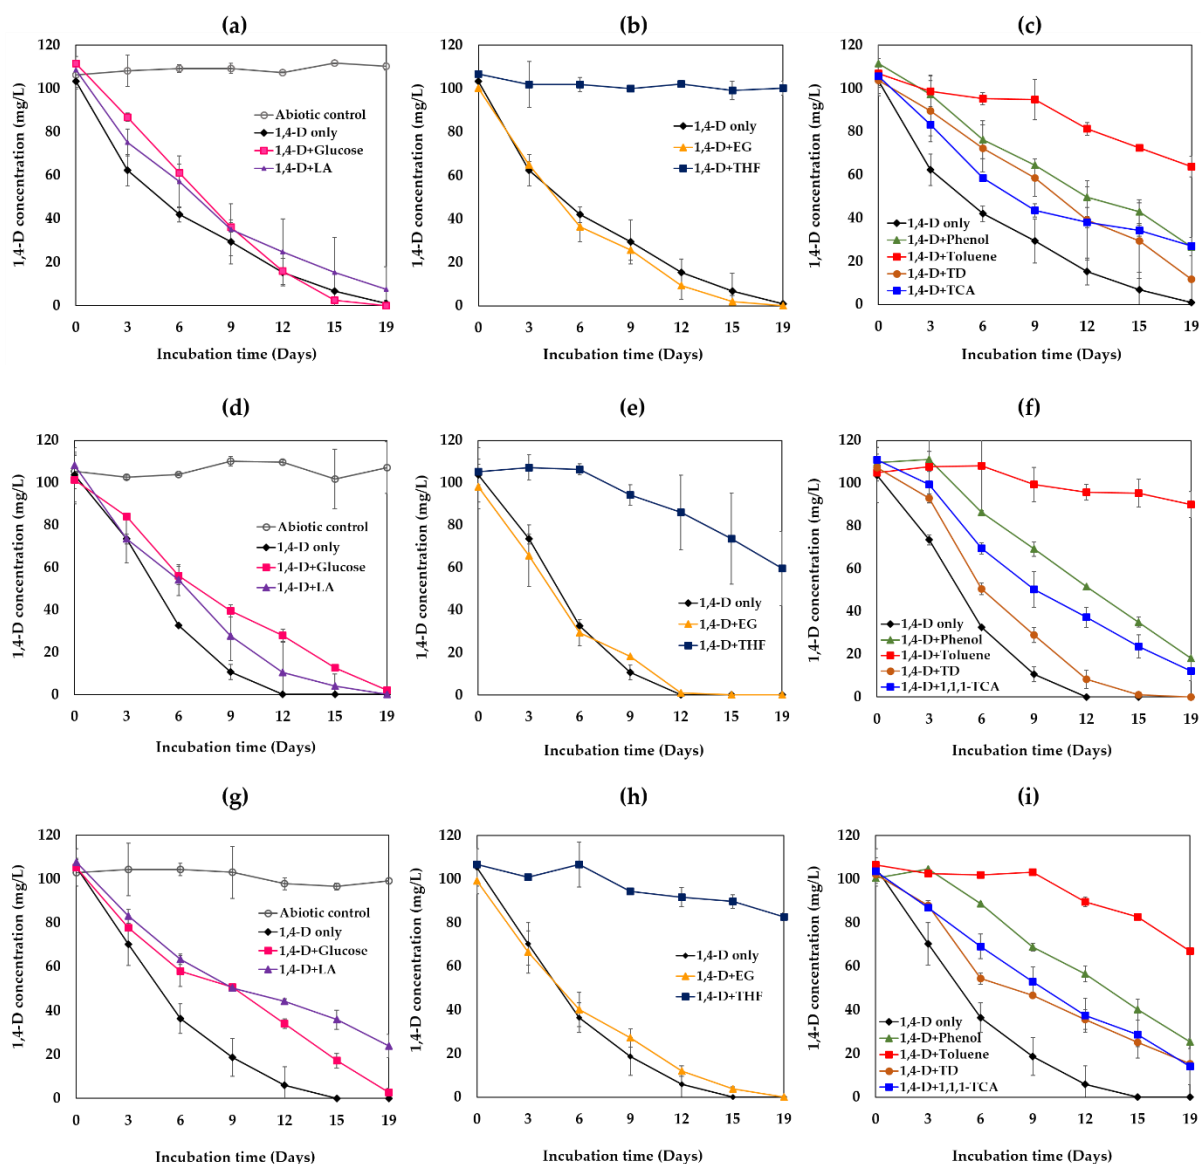 (a)
1,4-D concentration (mg/L)
120
100
80
60
40
20
0
Abiotic control
1,4-D only
1,4-D+Glucose
1,4-D+LA
0 3 6 9 12 15 19
Incubation time (Days)
(b)
1,4-D concentration (mg/L)
120
100
80
60
40
20
0
1,4-D only
1,4-D+EG
1,4-D+THF
0 3 6 9 12 15 19
Incubation time (Days)
(c)
1,4-D concentration (mg/L)
120
100
80
60
40
20
0
1,4-D only
1,4-D+Phenol
1,4-D+Toluene
1,4-D+TD
1,4-D+TCA
0 3 6 9 12 15 19
Incubation time (Days)
(d)
1,4-D concentration (mg/L)
120
100
80
60
40
20
0
Abiotic control
1,4-D only
1,4-D+Glucose
1,4-D+LA
0 3 6 9 12 15 19
Incubation time (Days)
(e)
1,4-D concentration (mg/L)
120
100
80
60
40
20
0
1,4-D only
1,4-D+EG
1,4-D+THF
0 3 6 9 12 15 19
Incubation time (Days)
(f)
1,4-D concentration (mg/L)
120
100
80
60
40
20
0
1,4-D only
1,4-D+Phenol
1,4-D+Toluene
1,4-D+TD
1,4-D+1,1,1-TCA
0 3 6 9 12 15 19
Incubation time (Days)
(g)
1,4-D concentration (mg/L)
120
100
80
60
40
20
0
Abiotic control
1,4-D only
1,4-D+Glucose
1,4-D+LA
0 3 6 9 12 15 19
Incubation time (Days)
(h)
1,4-D concentration (mg/L)
120
100
80
60
40
20
0
1,4-D only
1,4-D+EG
1,4-D+THF
0 3 6 9 12 15 19
Incubation time (Days)
(i)
1,4-D concentration (mg/L)
120
100
80
60
40
20
0
1,4-D only
1,4-D+Phenol
1,4-D+Toluene
1,4-D+TD
1,4-D+1,1,1-TCA
0 3 6 9 12 15 19
Incubation time (Days)